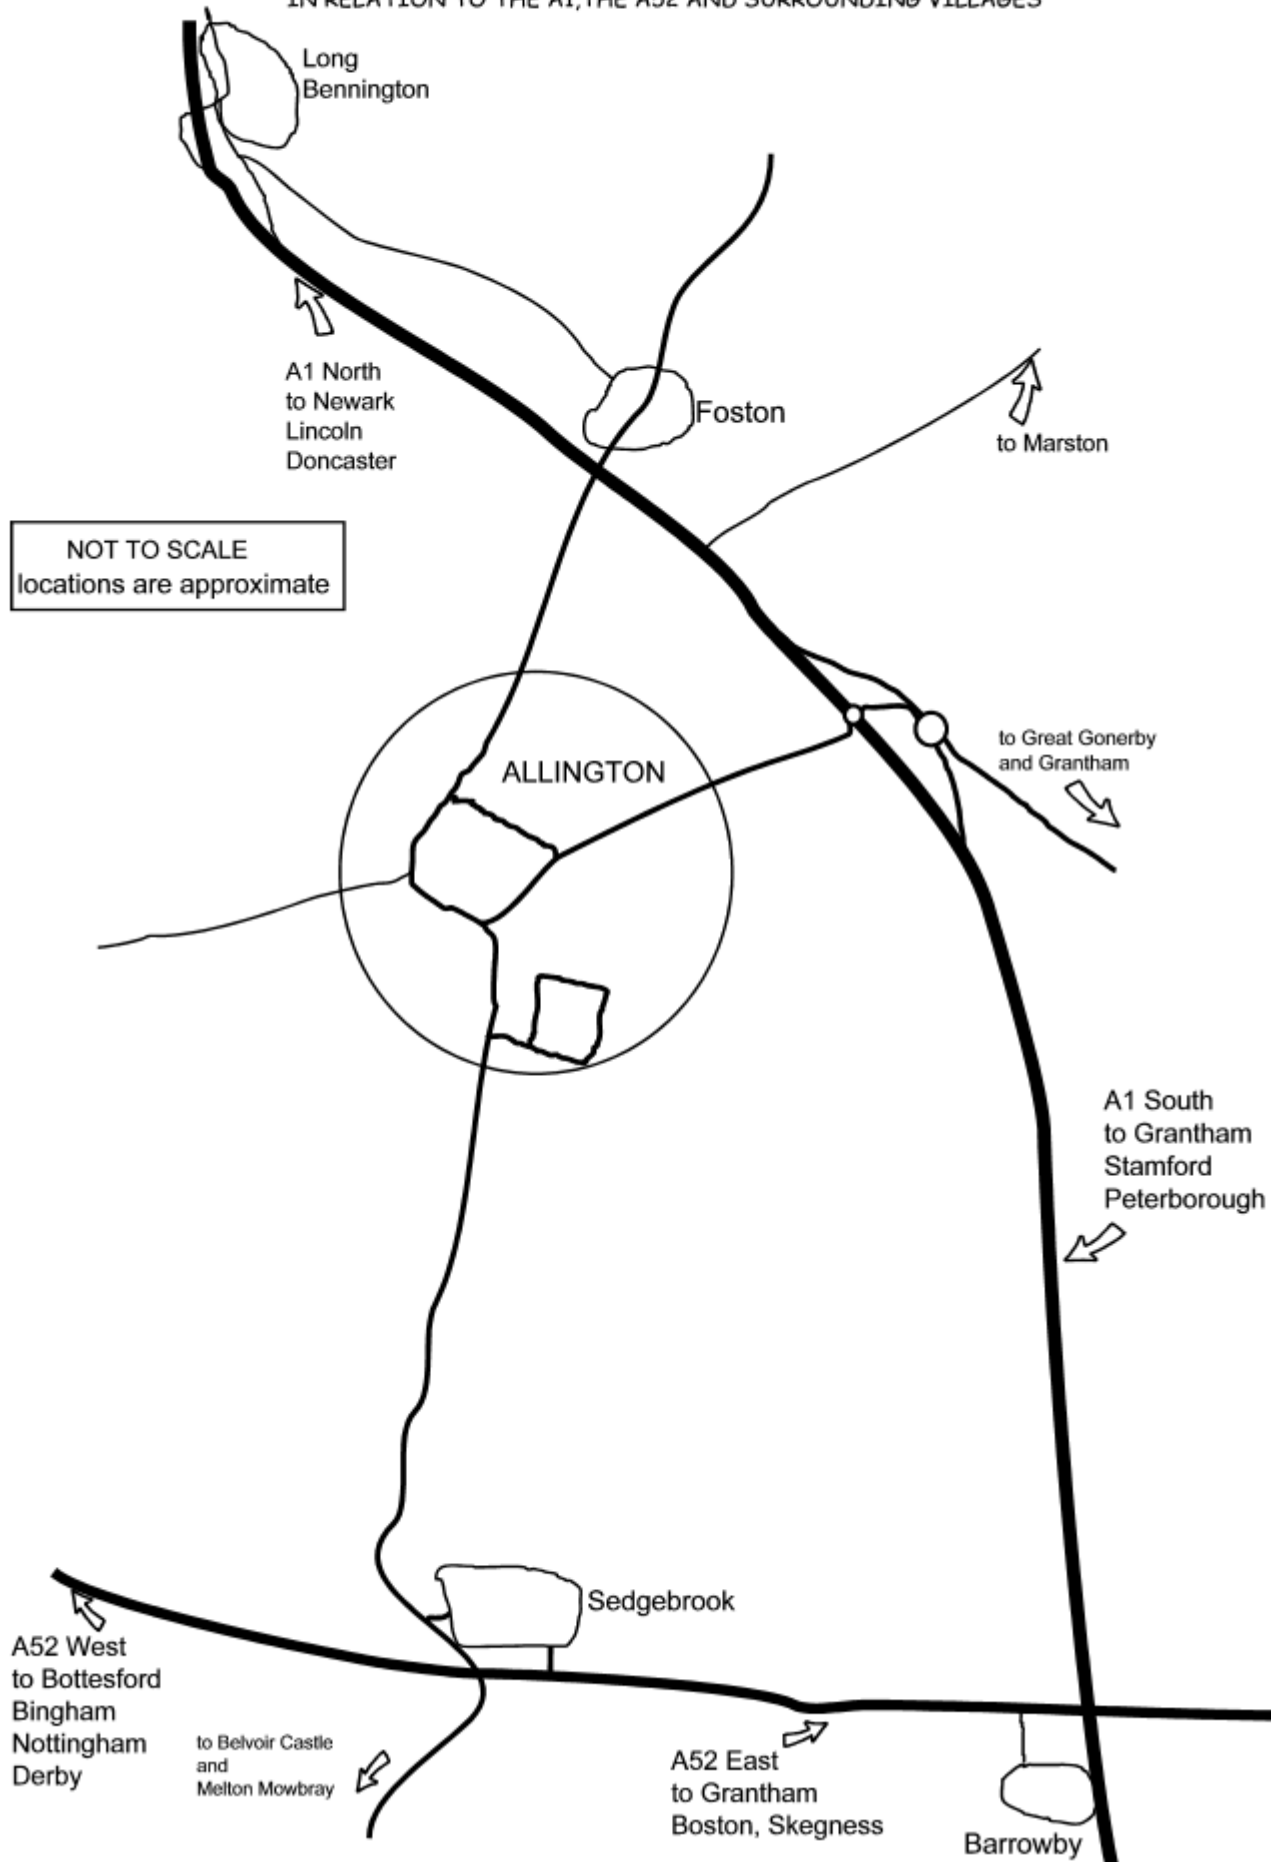 IN RELATION TO THE A1, THE A52 AND SURROUNDING VILLAGES
Long
Bennington
A1 North
to Newark
Lincoln
Doncaster
Foston
to Marston
NOT TO SCALE
locations are approximate
to Great Gonerby
and Grantham
ALLINGTON
A1 South
to Grantham
Stamford
Peterborough
Sedgebrook
A52 West
to Bottesford
Bingham
Nottingham
Derby
to Belvoir Castle
and
Melton Mowbray
A52 East
to Grantham
Boston, Skegness
Barrowby